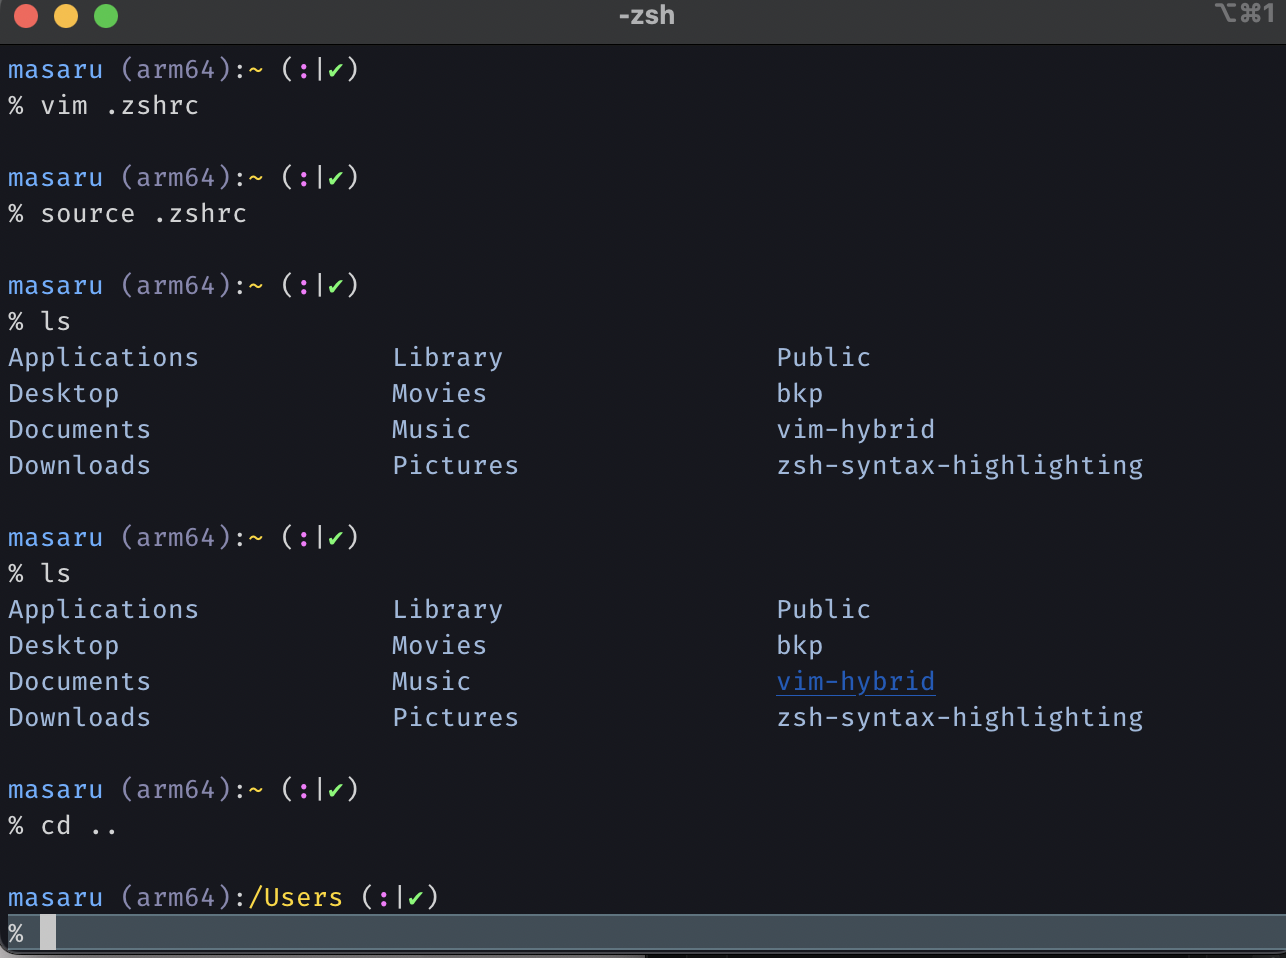 -zsh ⌥⌘1
masaru (arm64):~ (:|✔)
% vim .zshrc
masaru (arm64):~ (:|✔)
% source .zshrc
masaru (arm64):~ (:|✔)
% ls
Applications Library Public
Desktop Movies bkp
Documents Music vim-hybrid
Downloads Pictures zsh-syntax-highlighting
masaru (arm64):~ (:|✔)
% ls
Applications Library Public
Desktop Movies bkp
Documents Music vim-hybrid
Downloads Pictures zsh-syntax-highlighting
masaru (arm64):~ (:|✔)
% cd ..
masaru (arm64):/Users (:|✔)
%